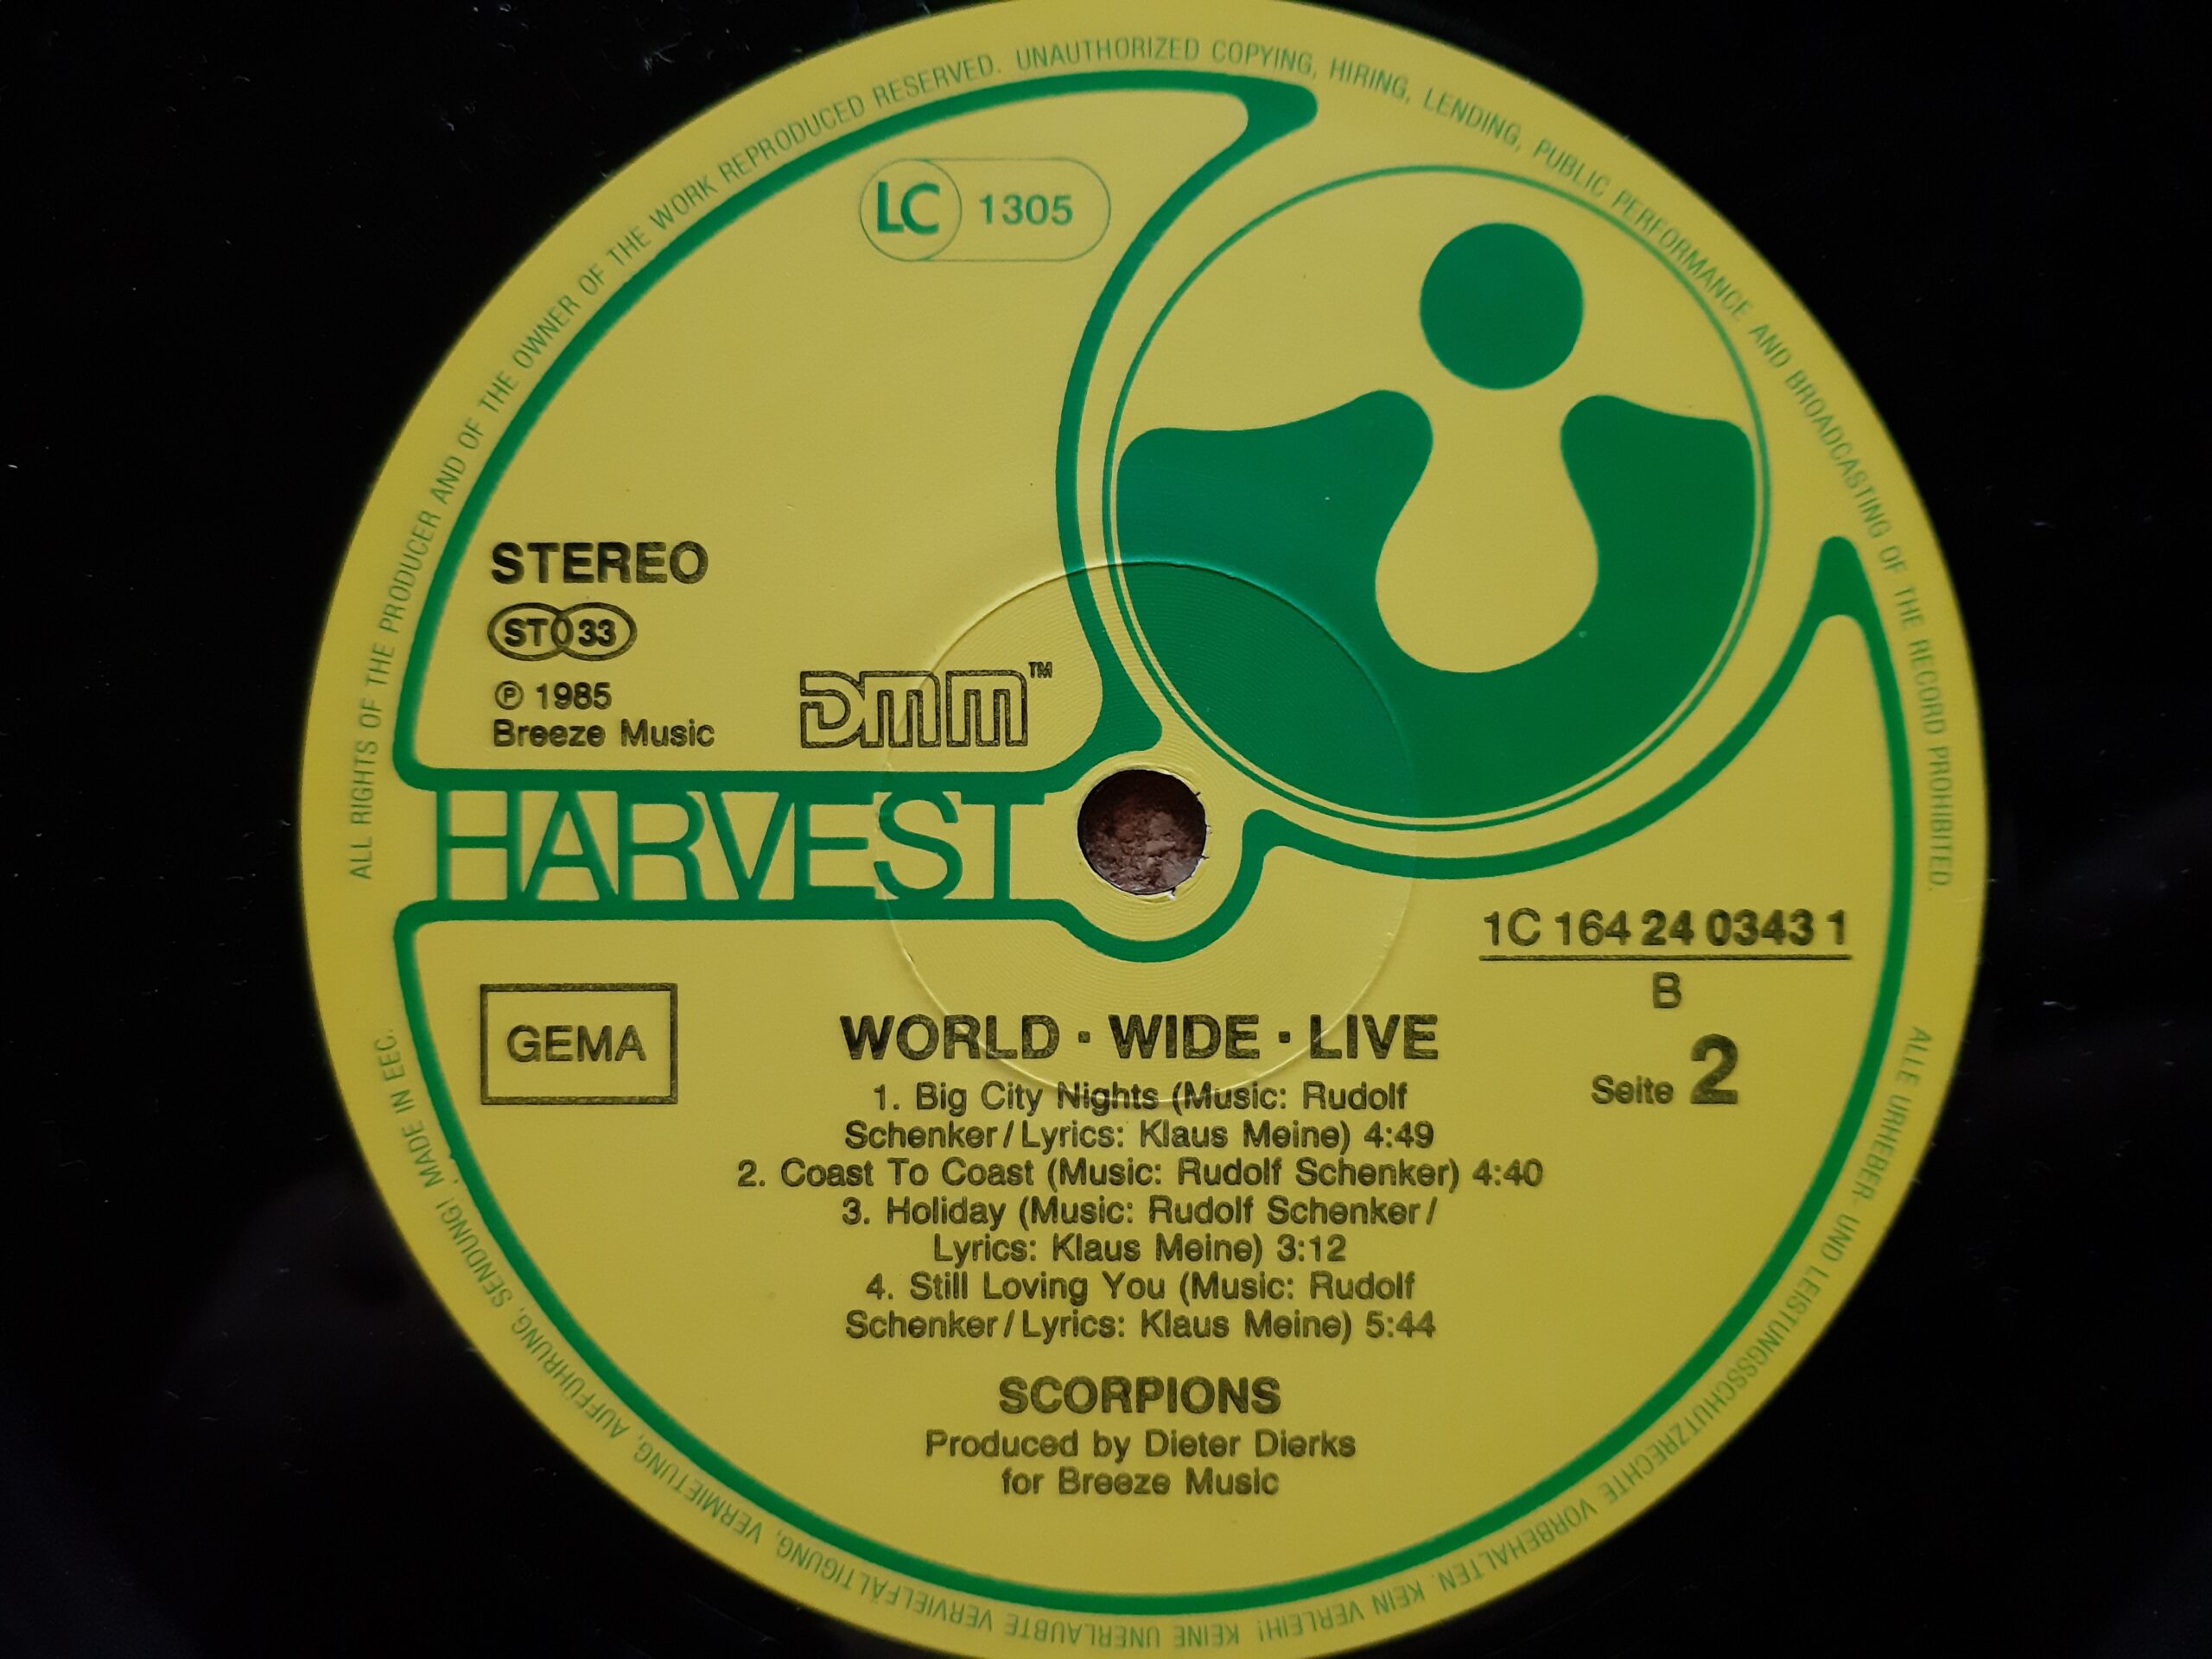 ALL RIGHTS OF THE PRODUCER AND OF THE OWNER OF THE WORK REPRODUCED RESERVED. UNAUTHORIZED COPYING, HIRING, LENDING, PUBLIC PERFORMANCE AND BROADCASTING OF THE RECORD PROHIBITED.
LC 1305
STEREO
ST 33
℗ 1985
Breeze Music
DMM™
HARVEST
1C 164 24 0343 1
B
Seite 2
GEMA
WORLD · WIDE · LIVE
1. Big City Nights (Music: Rudolf
Schenker / Lyrics: Klaus Meine) 4:49
2. Coast To Coast (Music: Rudolf Schenker) 4:40
3. Holiday (Music: Rudolf Schenker /
Lyrics: Klaus Meine) 3:12
4. Still Loving You (Music: Rudolf
Schenker / Lyrics: Klaus Meine) 5:44
SCORPIONS
Produced by Dieter Dierks
for Breeze Music
ALLE URHEBER- UND LEISTUNGSSCHUTZRECHTE VORBEHALTEN. KEIN VERLEIH! KEINE UNERLAUBTE VERVIELFÄLTIGUNG, VERMIETUNG, AUFFÜHRUNG, SENDUNG! MADE IN EEC.